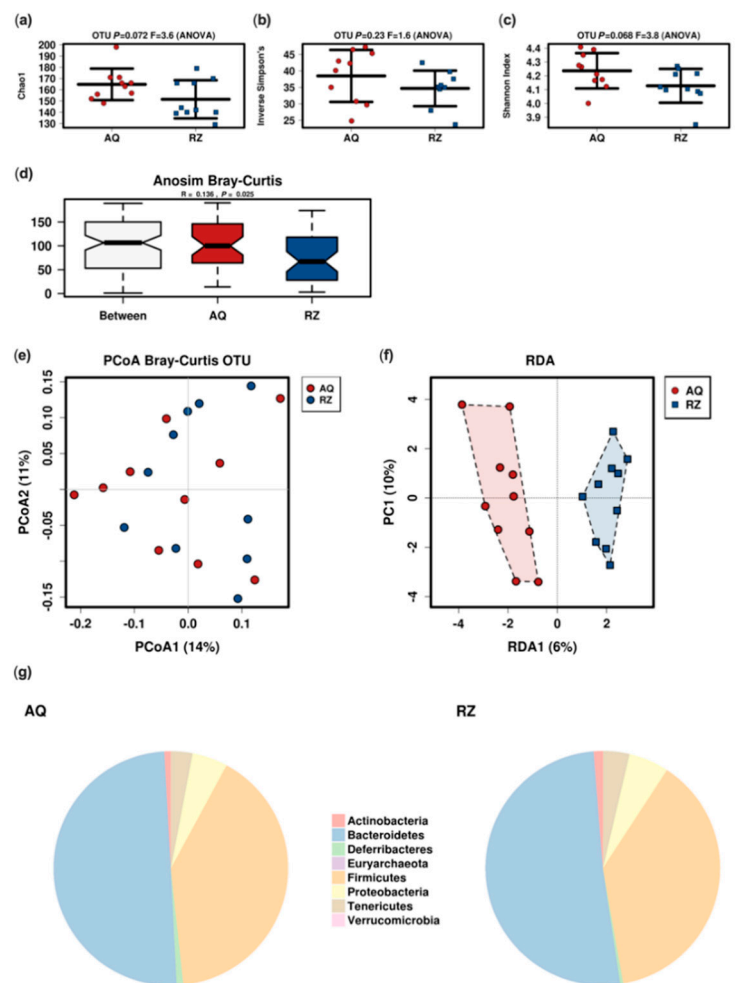 (a)
OTU P=0.072 F=3.6 (ANOVA)
Chao1
200
190
180
170
160
150
140
130
AQ
RZ
(b)
OTU P=0.23 F=1.6 (ANOVA)
Inverse Simpson's
45
40
35
30
25
AQ
RZ
(c)
OTU P=0.068 F=3.8 (ANOVA)
Shannon Index
4.4
4.3
4.2
4.1
4.0
3.9
AQ
RZ
(d)
Anosim Bray-Curtis
R = 0.136 , P = 0.025
150
100
50
0
Between
AQ
RZ
(e)
PCoA Bray-Curtis OTU
AQ
RZ
PCoA2 (11%)
0.15
0.10
0.05
-0.05
-0.15
-0.2
-0.1
0.0
0.1
PCoA1 (14%)
(f)
RDA
AQ
RZ
PC1 (10%)
4
2
0
-2
-4
-4
-2
0
2
RDA1 (6%)
(g)
AQ
RZ
Actinobacteria
Bacteroidetes
Deferribacteres
Euryarchaeota
Firmicutes
Proteobacteria
Tenericutes
Verrucomicrobia